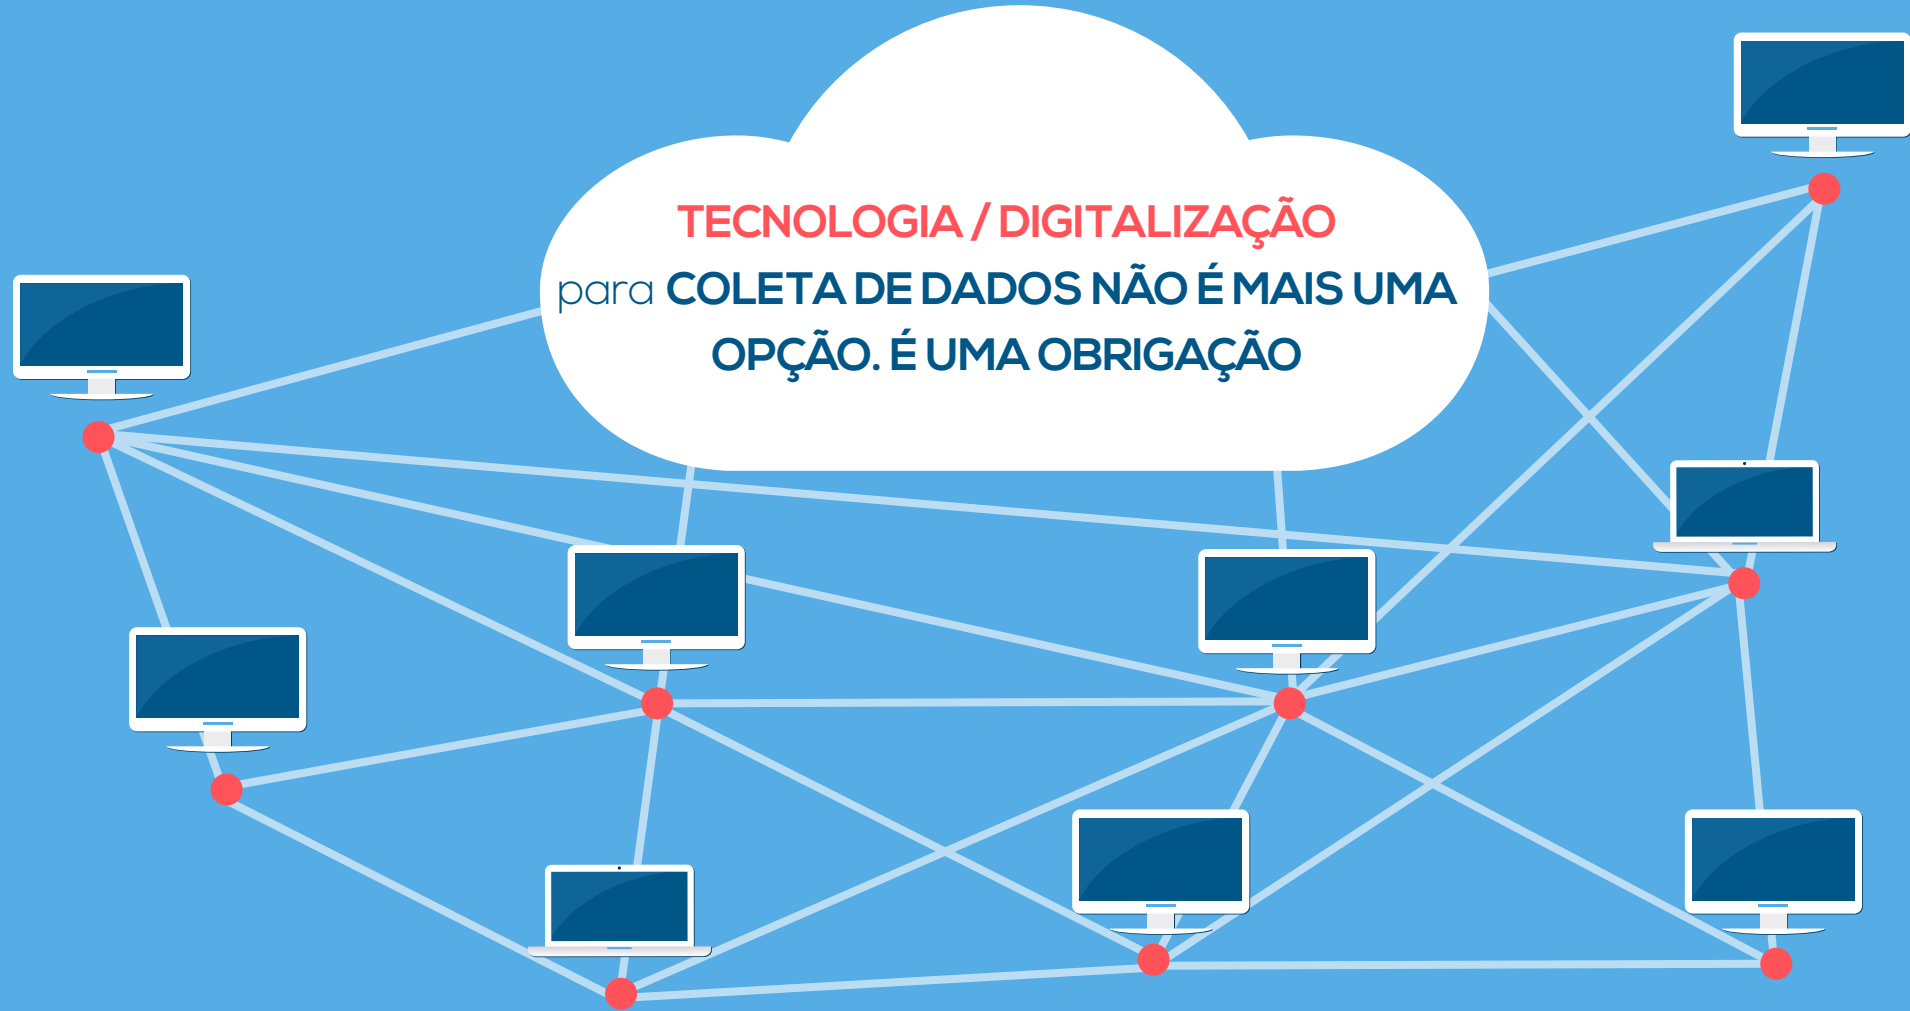 TECNOLOGIA / DIGITALIZAÇÃO
para COLETA DE DADOS NÃO É MAIS UMA
OPÇÃO. É UMA OBRIGAÇÃO